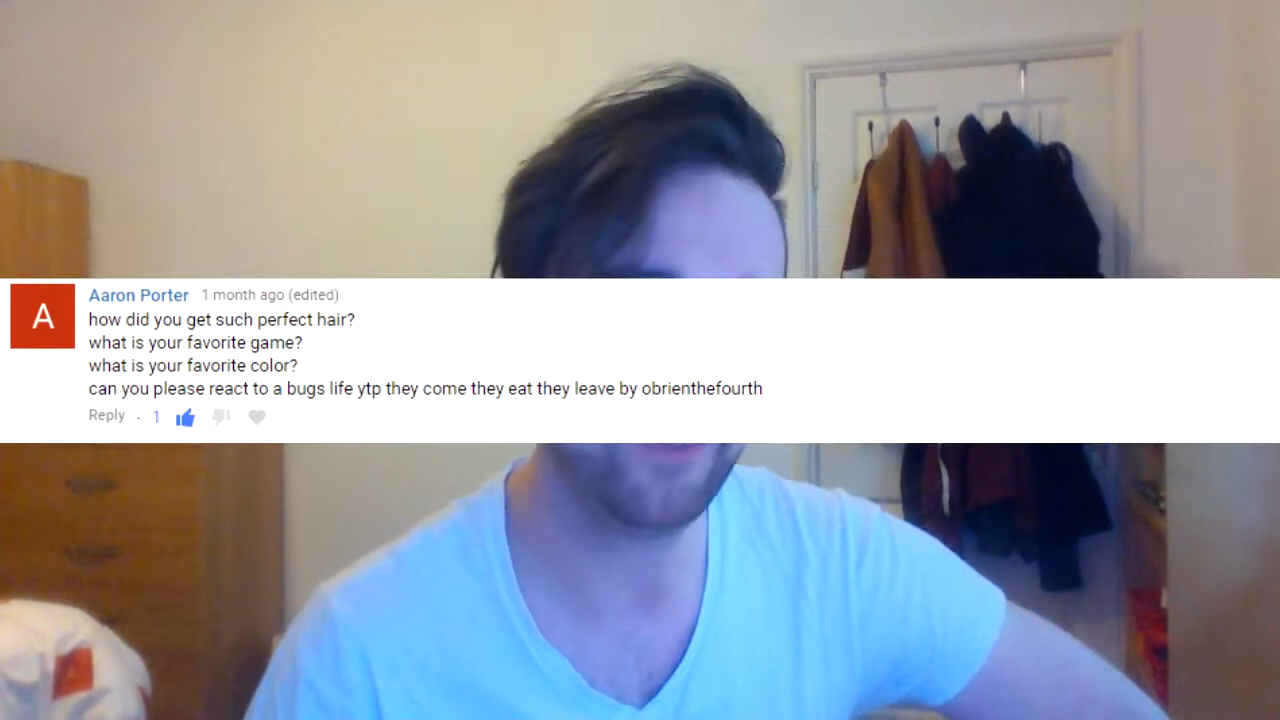 A
Aaron Porter 1 month ago (edited)
how did you get such perfect hair?
what is your favorite game?
what is your favorite color?
can you please react to a bugs life ytp they come they eat they leave by obrienthefourth
Reply . 1